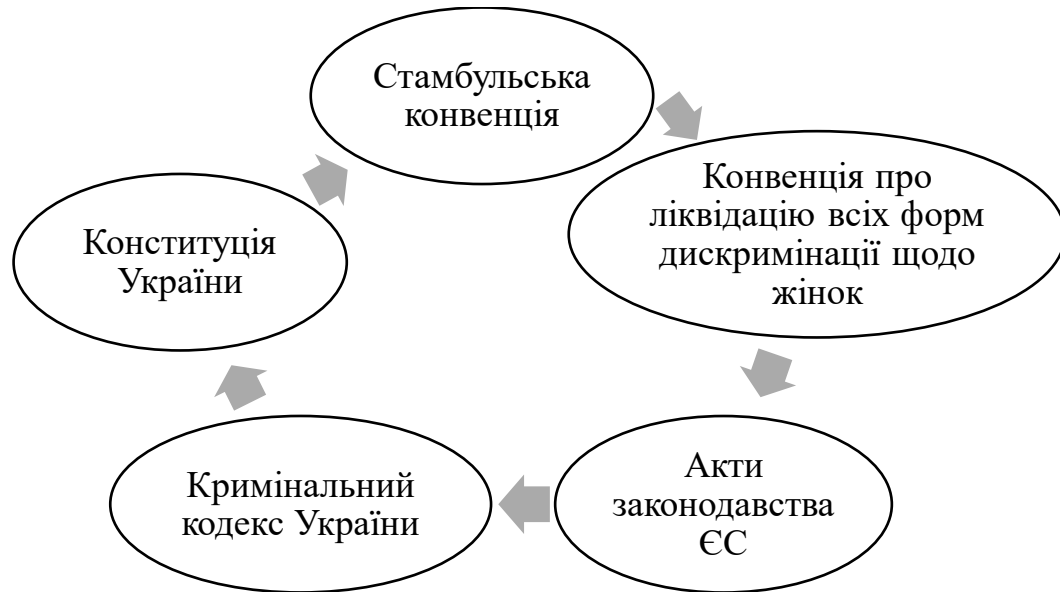 Стамбульська
конвенція
Конвенція про
ліквідацію всіх форм
дискримінації щодо
жінок
Акти
законодавства
ЄС
Кримінальний
кодекс України
Конституція
України